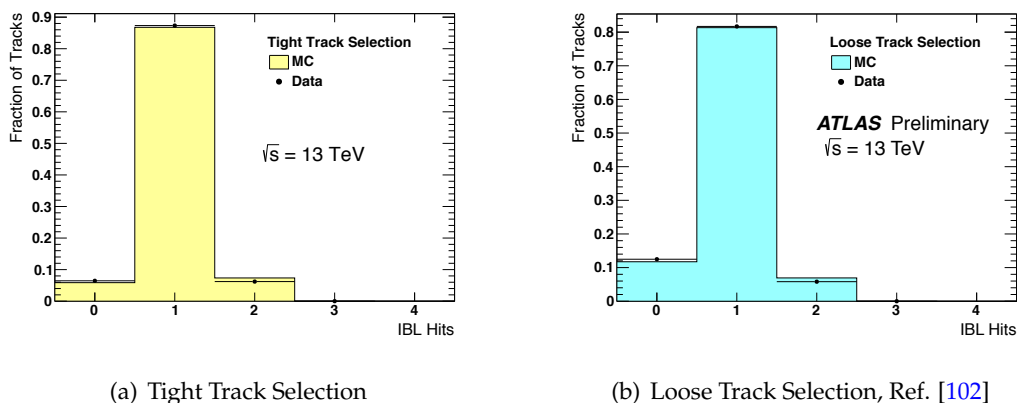 Fraction of Tracks
0.9
0.8
0.7
0.6
0.5
0.4
0.3
0.2
0.1
0
Tight Track Selection
MC
Data
√s = 13 TeV
0 1 2 3 4
IBL Hits
(a) Tight Track Selection
Fraction of Tracks
0.8
0.7
0.6
0.5
0.4
0.3
0.2
0.1
0
Loose Track Selection
MC
Data
ATLAS Preliminary
√s = 13 TeV
0 1 2 3 4
IBL Hits
(b) Loose Track Selection, Ref. [102]